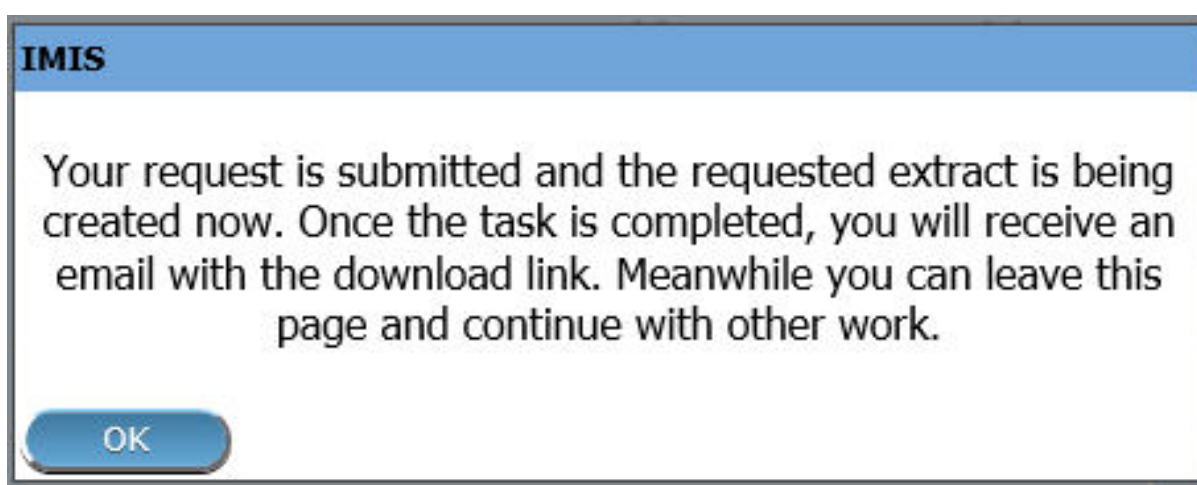 IMIS
Your request is submitted and the requested extract is being
created now. Once the task is completed, you will receive an
email with the download link. Meanwhile you can leave this
page and continue with other work.
OK